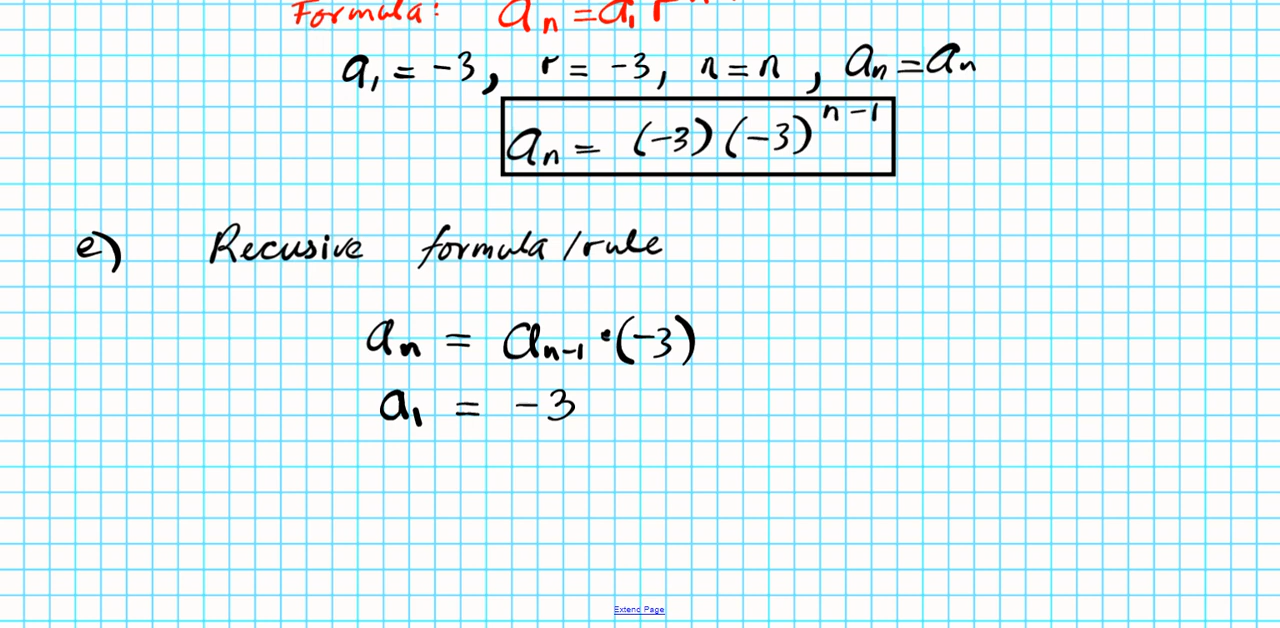 Formula: aₙ = a₁ r
a₁ = -3, r = -3, n = n, aₙ = aₙ
aₙ = (-3)(-3)ⁿ⁻¹
e) Recusive formula/rule
aₙ = aₙ₋₁ • (-3)
a₁ = -3
Extend Page